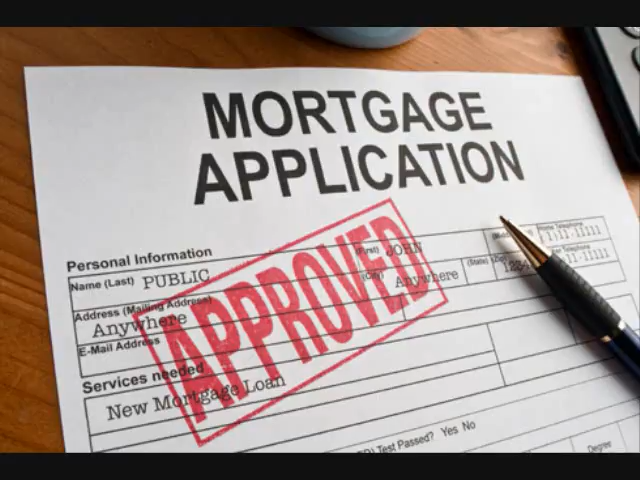 MORTGAGE
APPLICATION
Personal Information
Name (Last) PUBLIC (First) JOHN
Address (Mailing Address) (City) Anywhere (State) (Zip)
Anywhere
E-Mail Address
APPROVED
Services needed
New Mortgage Loan
Test Passed? Yes No
Degree